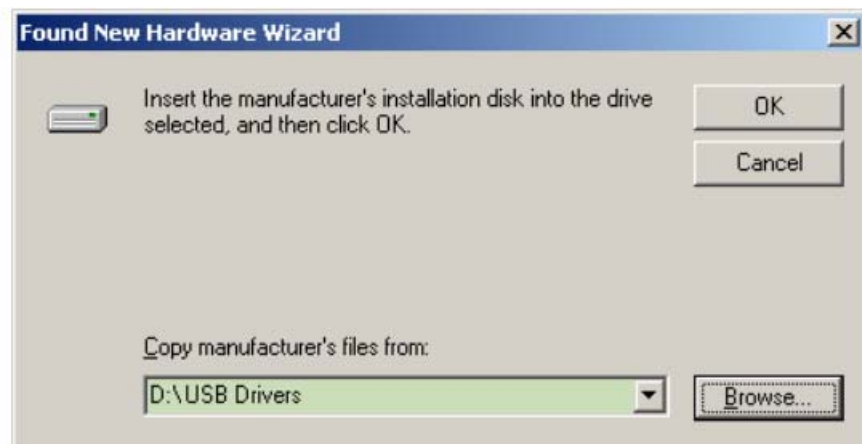 Found New Hardware Wizard
Insert the manufacturer's installation disk into the drive
selected, and then click OK.
OK
Cancel
Copy manufacturer's files from:
D:\USB Drivers
Browse...